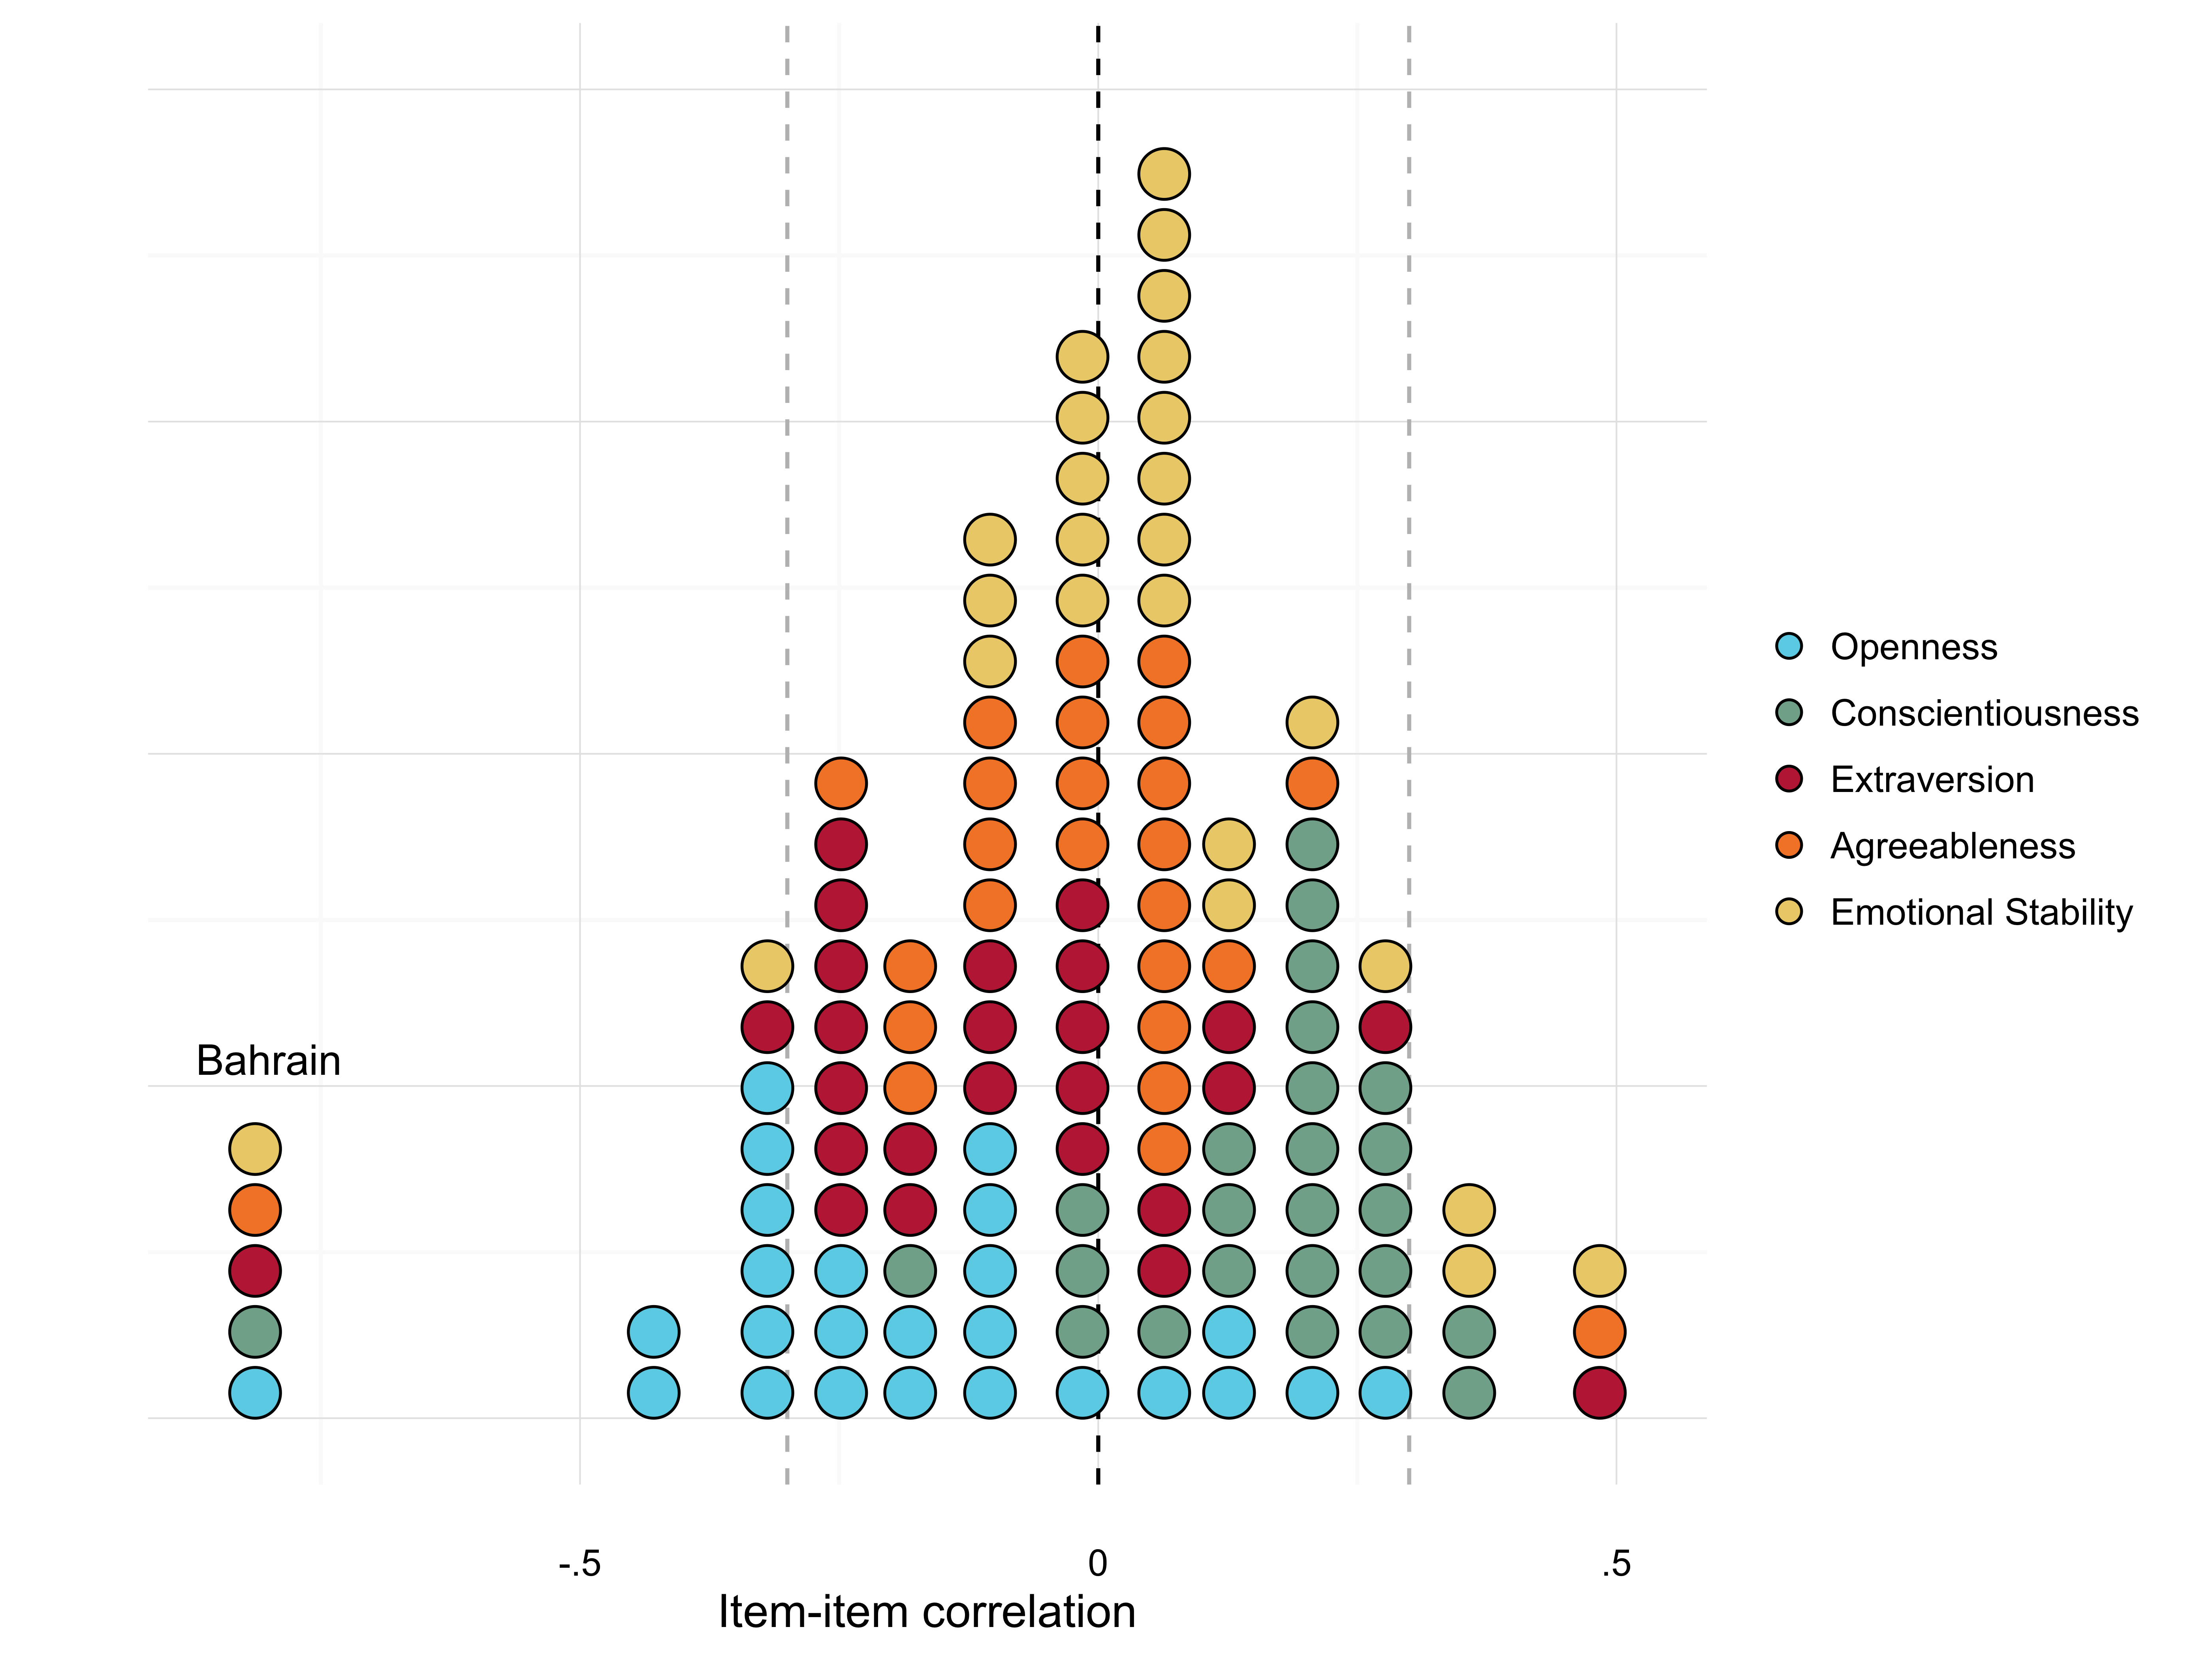 Openness
Conscientiousness
Extraversion
Agreeableness
Emotional Stability
Bahrain
-.5 0 .5
Item-item correlation